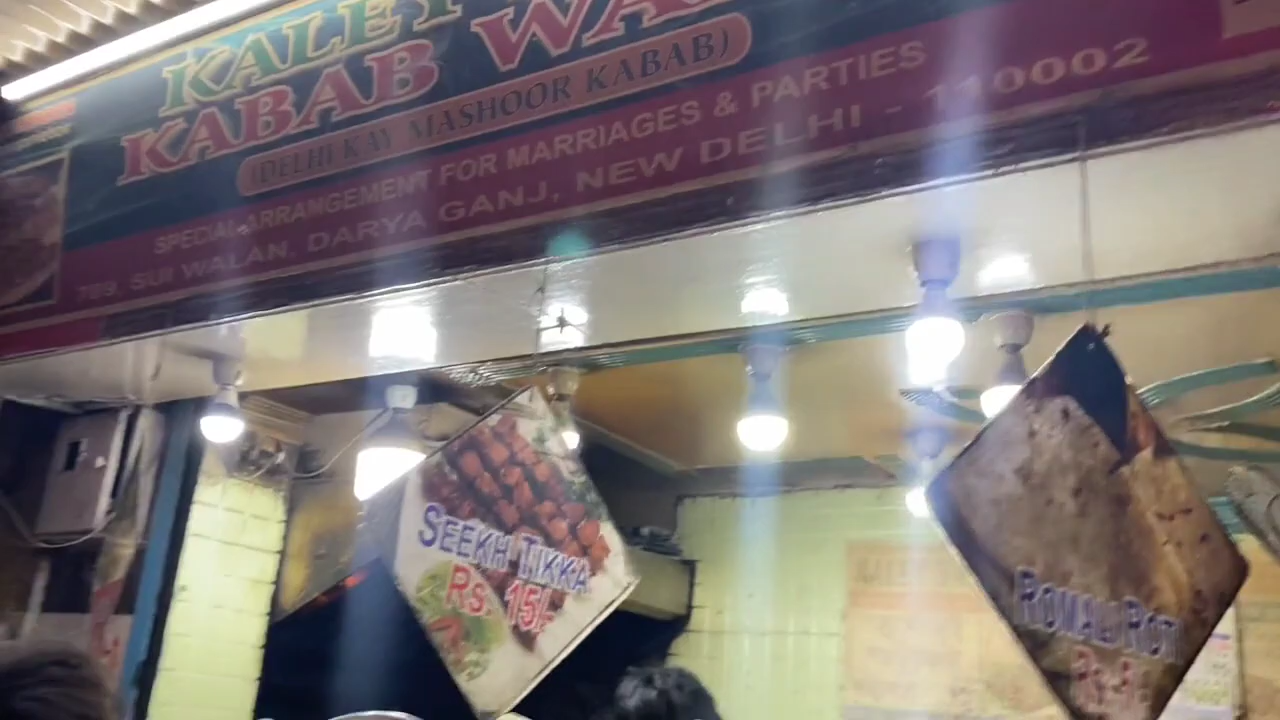 KALEY
KABAB WA
(DELHI KAY MASHOOR KABAB)
SPECIAL ARRANGEMENT FOR MARRIAGES & PARTIES
789, SUI WALAN, DARYA GANJ, NEW DELHI - 110002
SEEKH TIKKA
Rs. 15/-
ROMALI ROTI